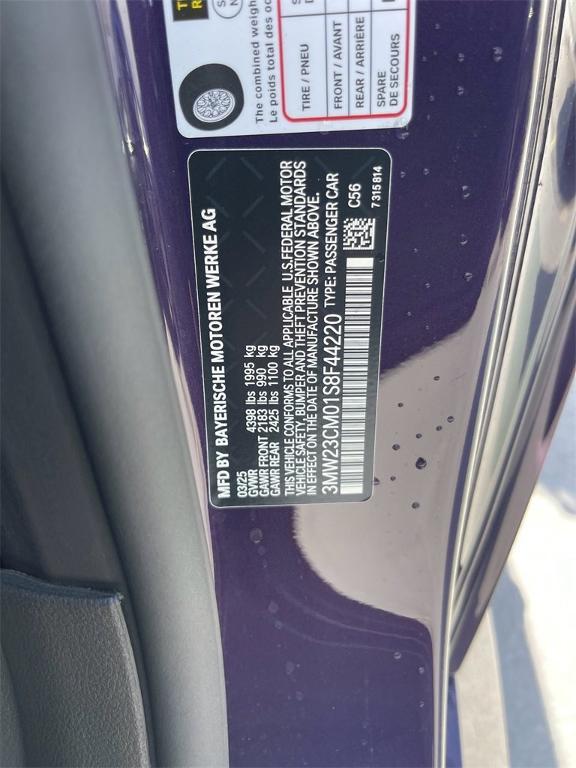 The combined weight
Le poids total des oc
TIRE / PNEU
FRONT / AVANT
REAR / ARRIÈRE
SPARE
DE SECOURS
MFD BY BAYERISCHE MOTOREN WERKE AG
03/25
GVWR 4398 lbs 1995 kg
GAWR FRONT 2183 lbs 990 kg
GAWR REAR 2425 lbs 1100 kg
THIS VEHICLE CONFORMS TO ALL APPLICABLE U.S.FEDERAL MOTOR
VEHICLE SAFETY, BUMPER AND THEFT PREVENTION STANDARDS
IN EFFECT ON THE DATE OF MANUFACTURE SHOWN ABOVE.
3MW23CM01S8F44220 TYPE: PASSENGER CAR
C56
7 315 814